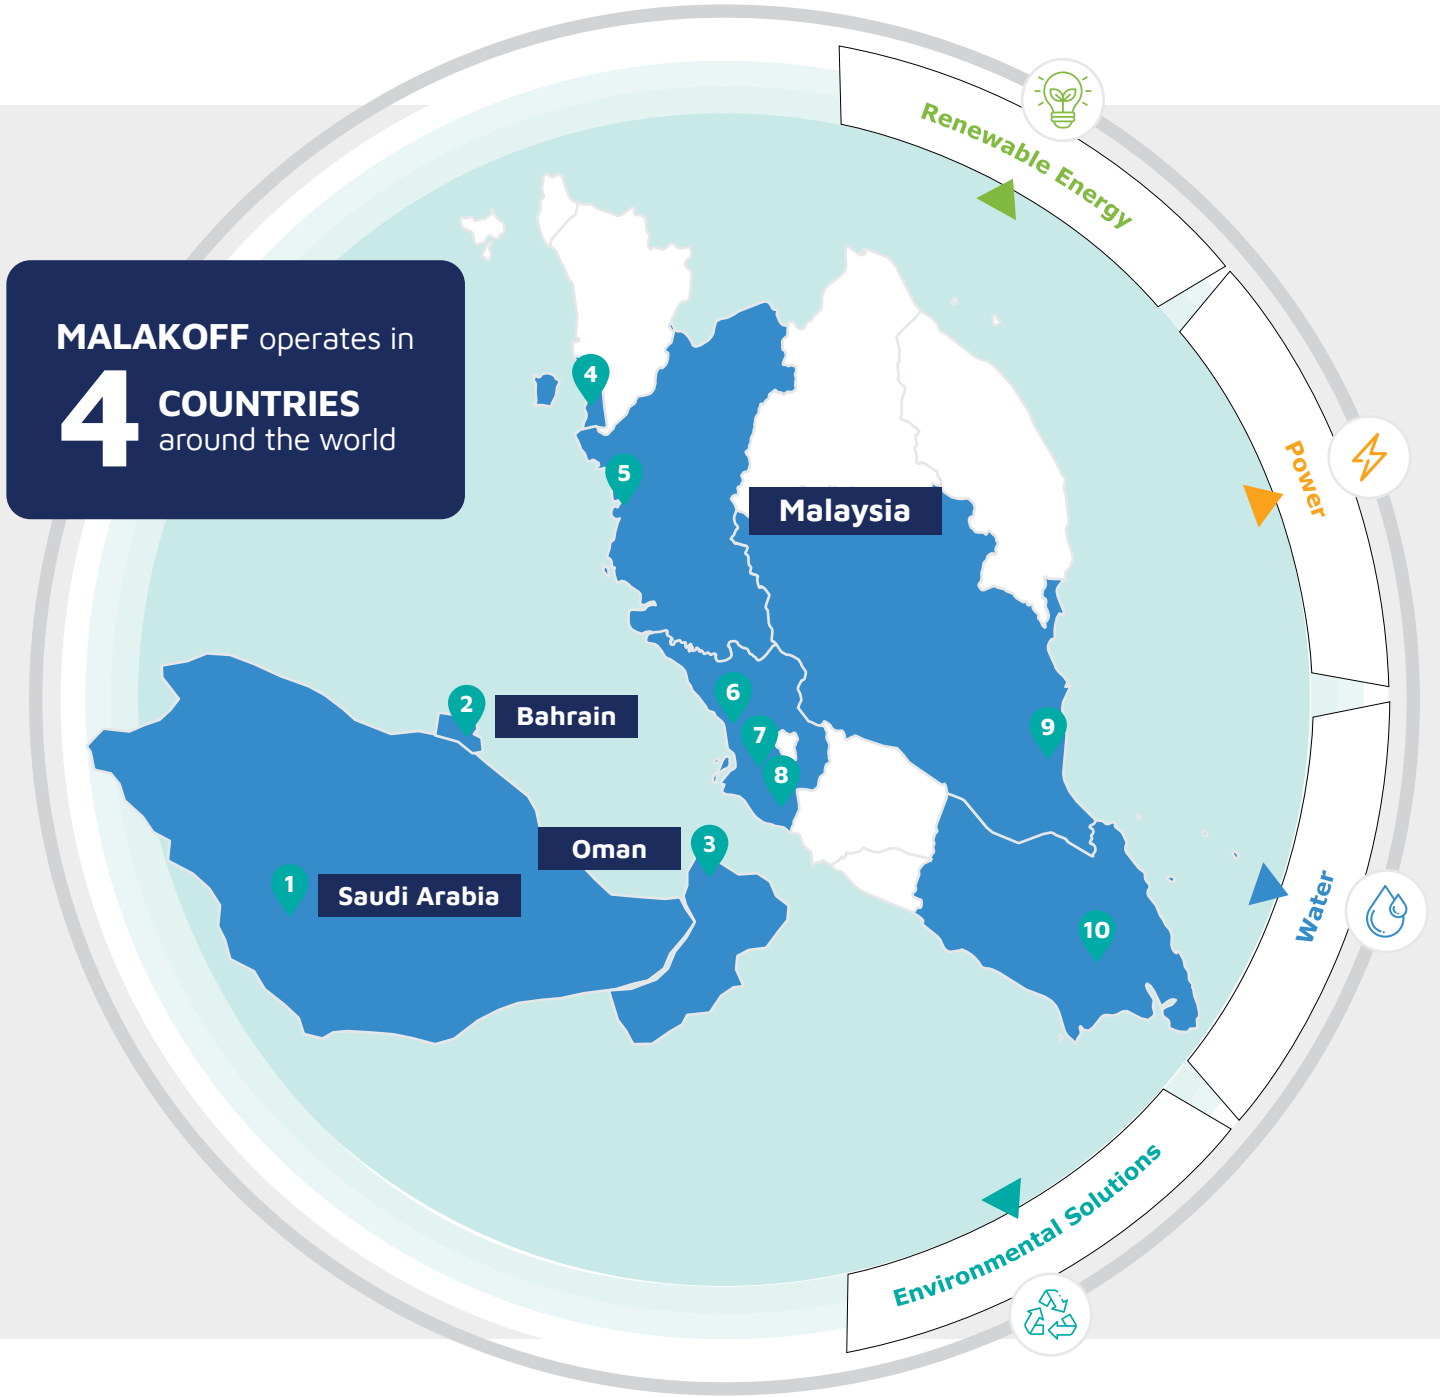 MALAKOFF operates in
4 COUNTRIES
around the world
Renewable Energy
Power
Water
Environmental Solutions
Malaysia
Bahrain
Oman
Saudi Arabia
1
2
3
4
5
6
7
8
9
10